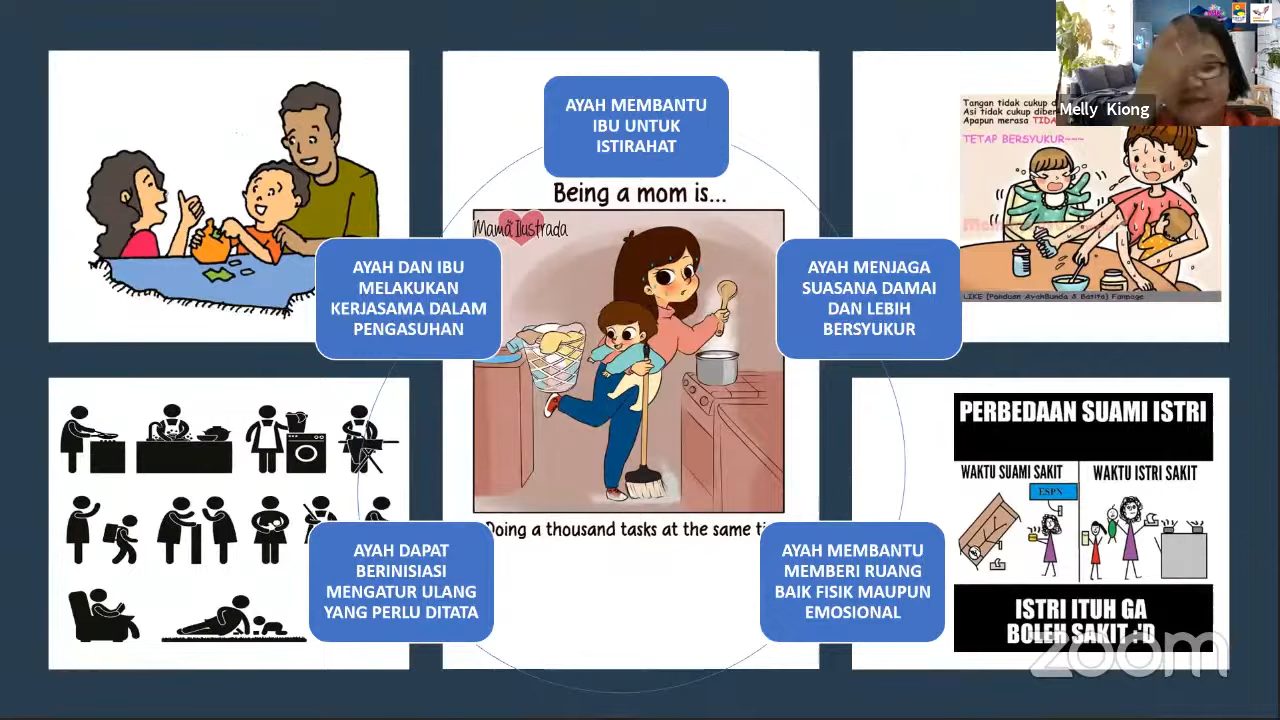 AYAH MEMBANTU
IBU UNTUK
ISTIRAHAT
Being a mom is...
Mamá Ilustrada
AYAH DAN IBU
MELAKUKAN
KERJASAMA DALAM
PENGASUHAN
AYAH MENJAGA
SUASANA DAMAI
DAN LEBIH
BERSYUKUR
Doing a thousand tasks at the same ti
AYAH DAPAT
BERINISIASI
MENGATUR ULANG
YANG PERLU DITATA
AYAH MEMBANTU
MEMBERI RUANG
BAIK FISIK MAUPUN
EMOSIONAL
Melly Kiong
Tangan tidak cukup
Asi tidak cukup
Apapun merasa
TETAP BERSYUKUR~~~
LIKE [Panduan AyahBunda & Batita] Fanpage
PERBEDAAN SUAMI ISTRI
WAKTU SUAMI SAKIT
WAKTU ISTRI SAKIT
ESPN
ISTRI ITUH GA
BOLEH SAKIT :'D
zoom